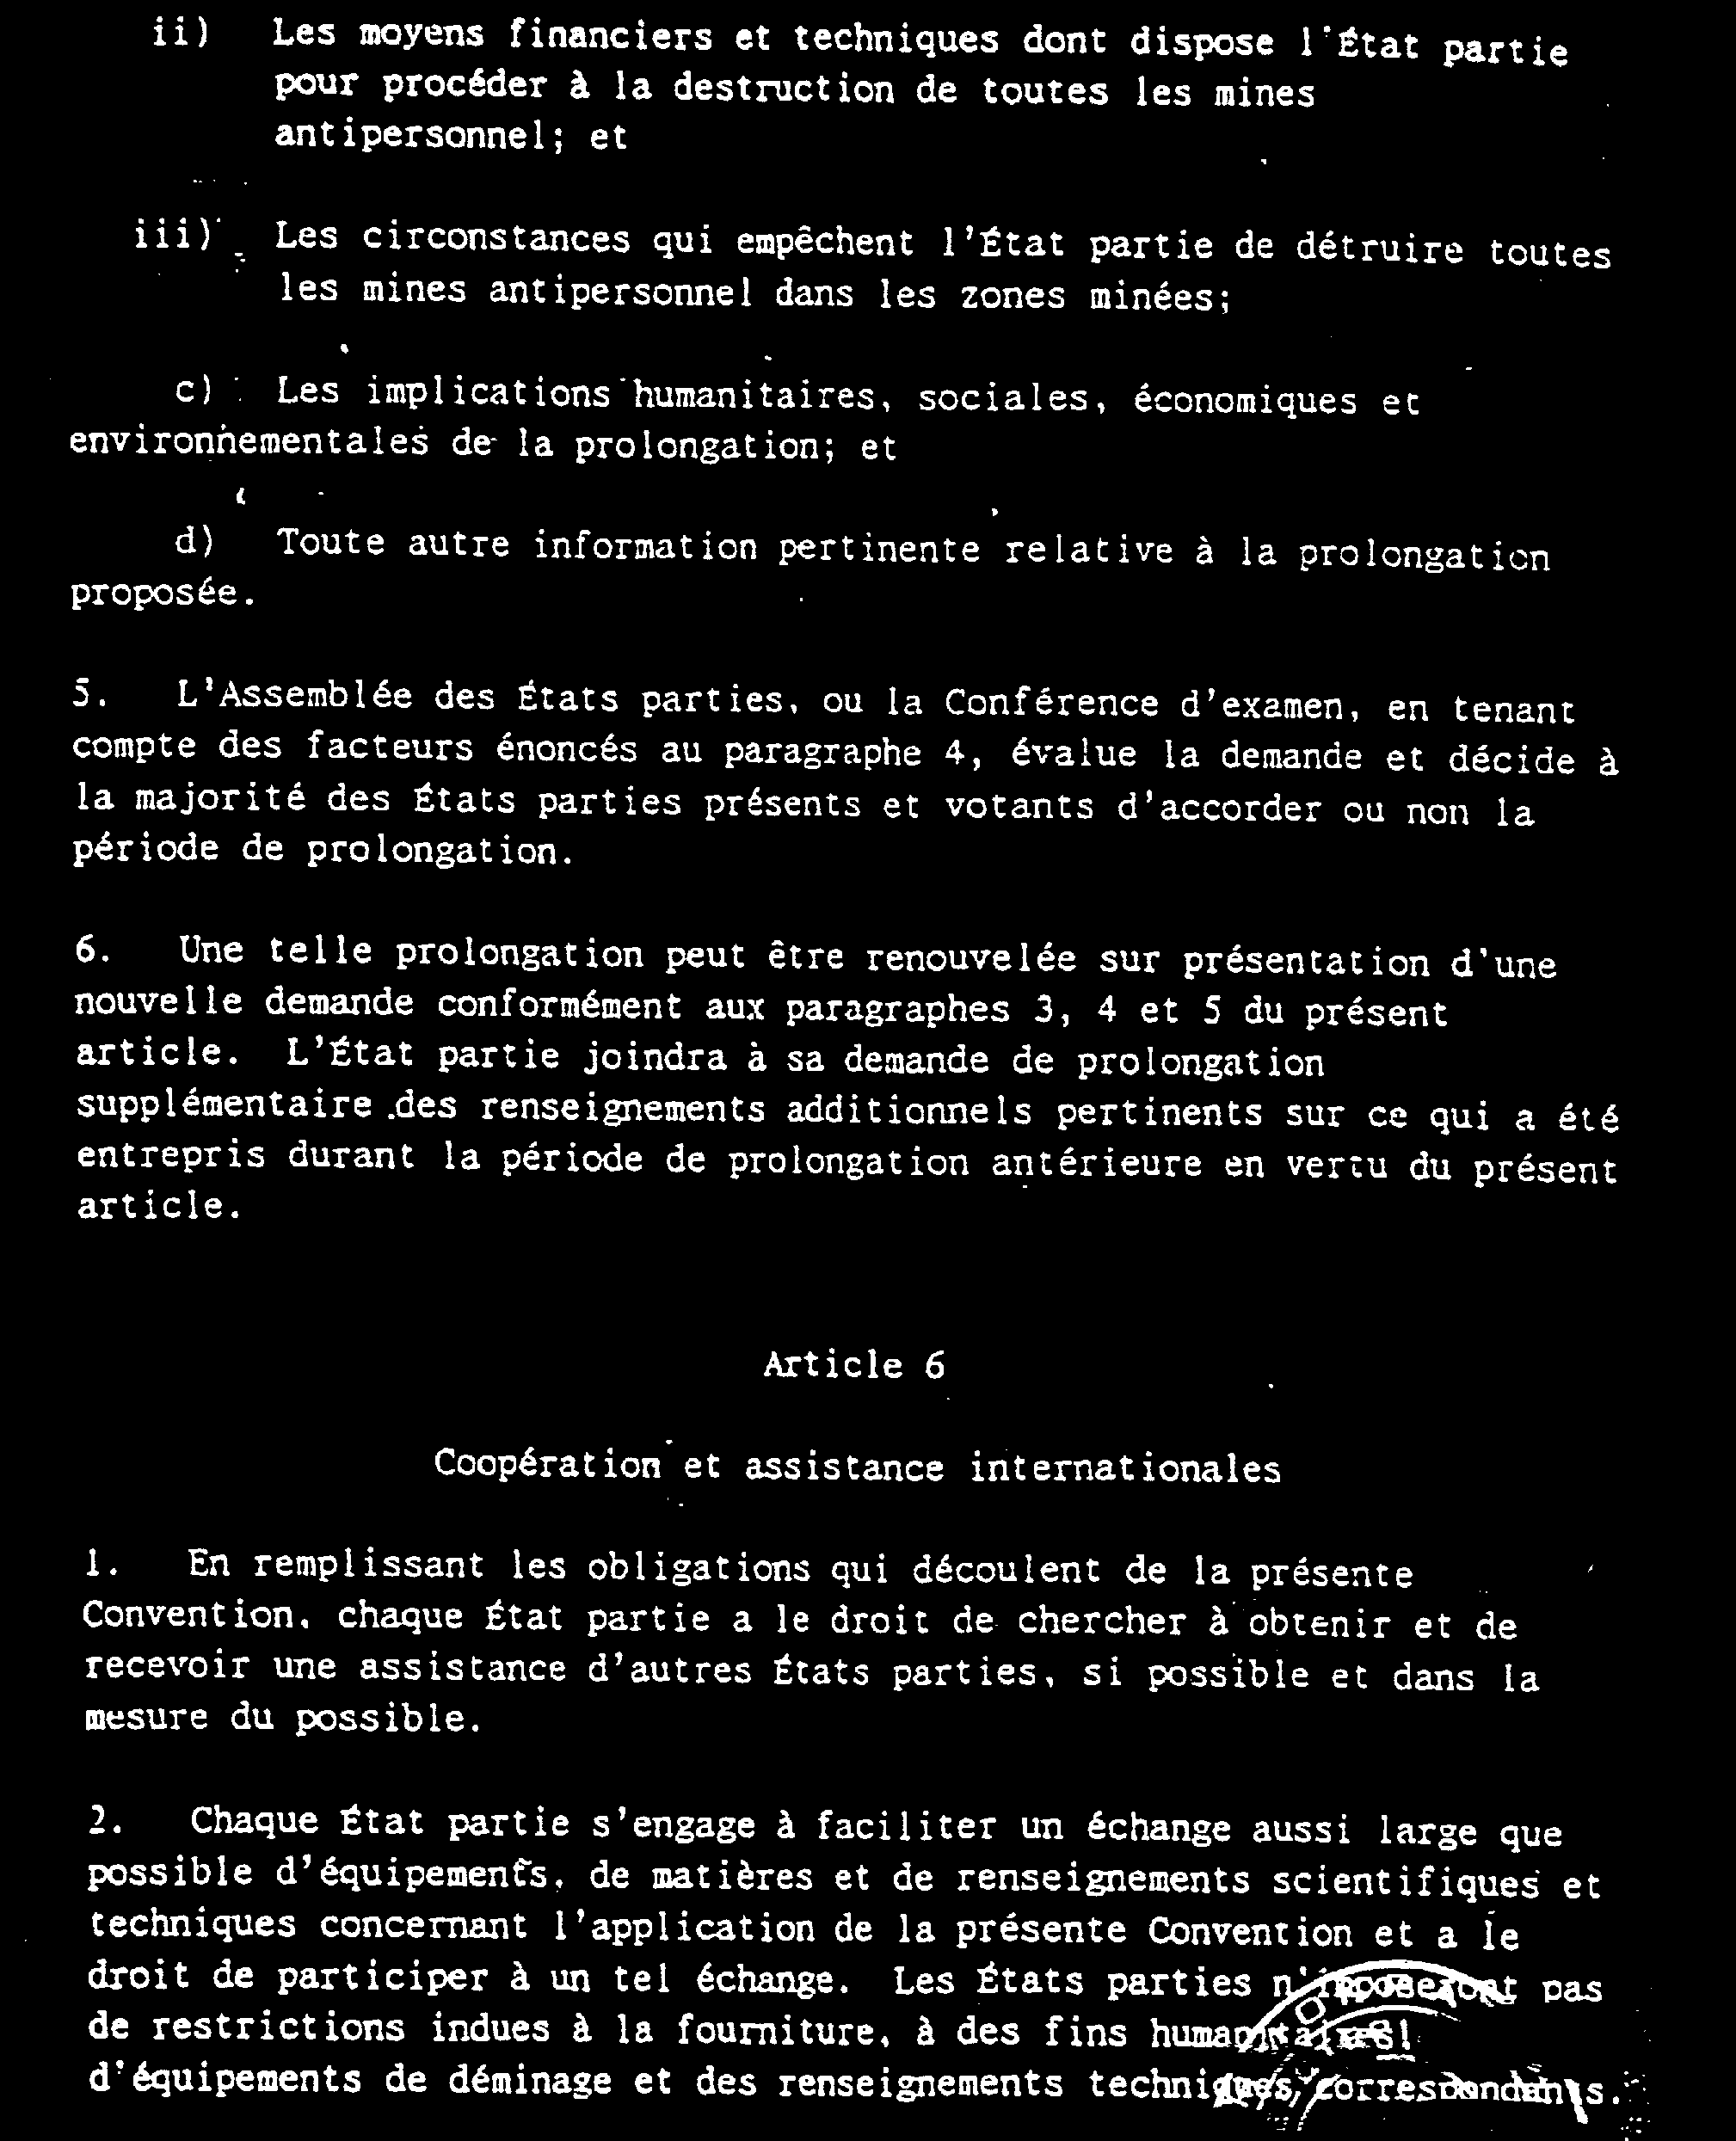 ii) Les moyens financiers et techniques dont dispose l'État partie
pour procéder à la destruction de toutes les mines
antipersonnel; et
iii) Les circonstances qui empêchent l'État partie de détruire toutes
les mines antipersonnel dans les zones minées;
c) Les implications humanitaires, sociales, économiques et
environnementales de la prolongation; et
d) Toute autre information pertinente relative à la prolongation
proposée.
5. L'Assemblée des États parties, ou la Conférence d'examen, en tenant
compte des facteurs énoncés au paragraphe 4, évalue la demande et décide à
la majorité des États parties présents et votants d'accorder ou non la
période de prolongation.
6. Une telle prolongation peut être renouvelée sur présentation d'une
nouvelle demande conformément aux paragraphes 3, 4 et 5 du présent
article. L'État partie joindra à sa demande de prolongation
supplémentaire des renseignements additionnels pertinents sur ce qui a été
entrepris durant la période de prolongation antérieure en vertu du présent
article.
Article 6
Coopération et assistance internationales
1. En remplissant les obligations qui découlent de la présente
Convention, chaque État partie a le droit de chercher à obtenir et de
recevoir une assistance d'autres États parties, si possible et dans la
mesure du possible.
2. Chaque État partie s'engage à faciliter un échange aussi large que
possible d'équipements, de matières et de renseignements scientifiques et
techniques concernant l'application de la présente Convention et a le
droit de participer à un tel échange. Les États parties n'imposeront pas
de restrictions indues à la fourniture, à des fins humanitaires,
d'équipements de déminage et des renseignements techniques correspondants.